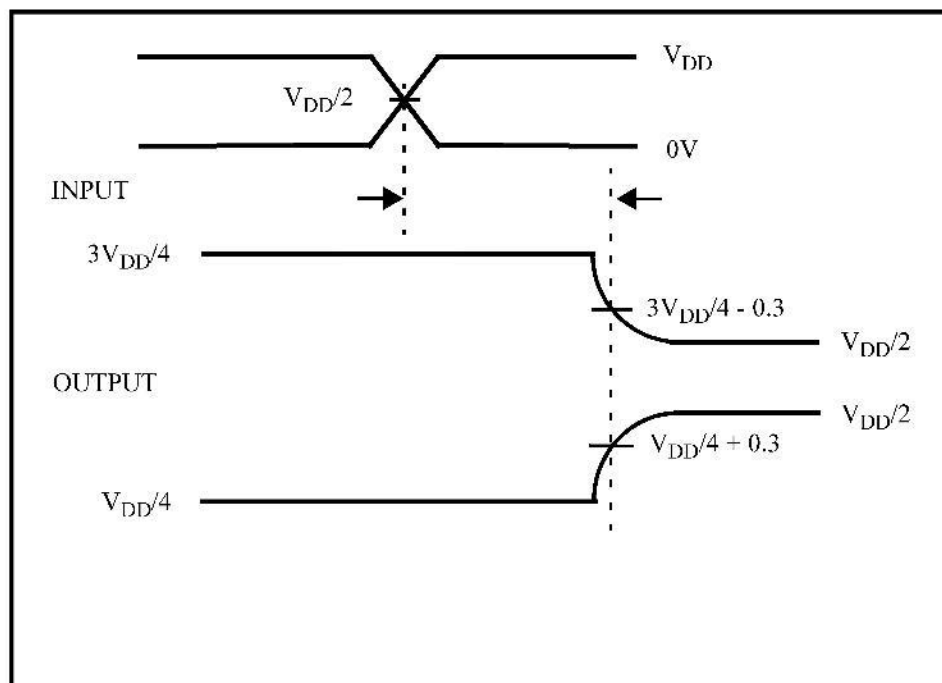 V_DD
V_DD/2
0V
INPUT
3V_DD/4
3V_DD/4 - 0.3
V_DD/2
OUTPUT
V_DD/2
V_DD/4 + 0.3
V_DD/4